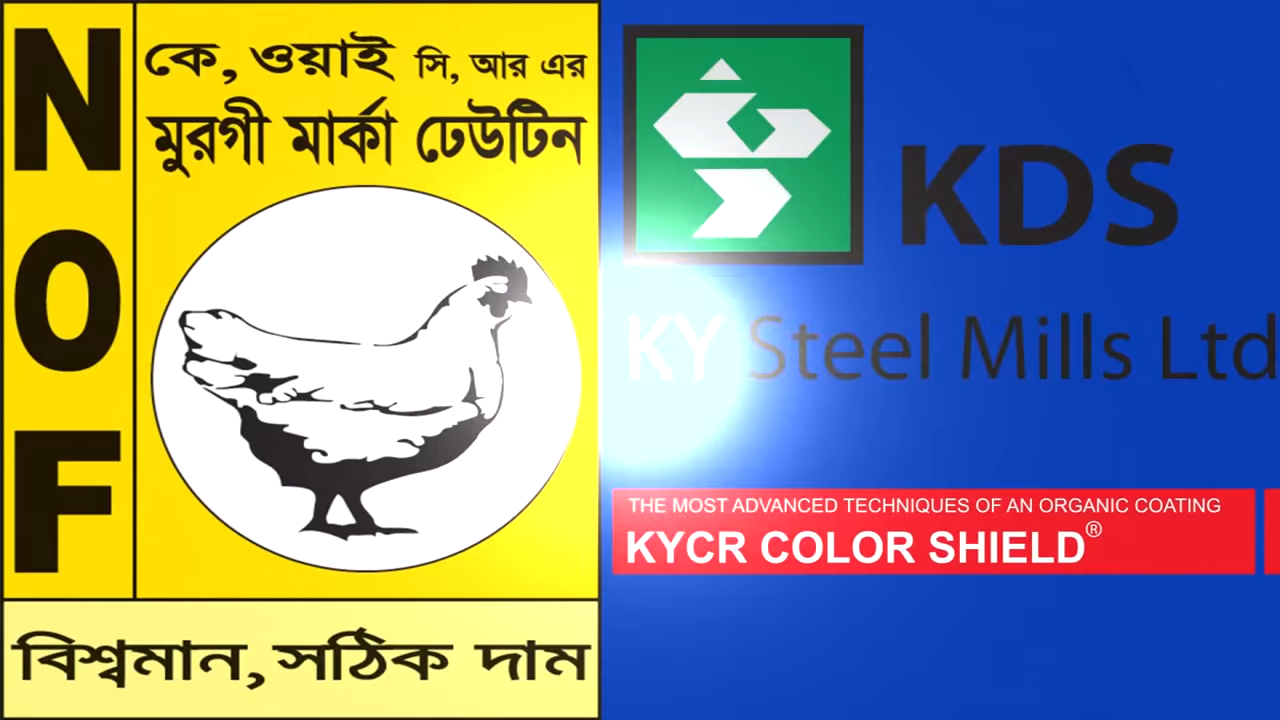 NOF
কে, ওয়াই সি, আর এর
মুরগী মার্কা ঢেউটিন
বিশ্বমান, সঠিক দাম
KDS
KY Steel Mills Ltd
THE MOST ADVANCED TECHNIQUES OF AN ORGANIC COATING
KYCR COLOR SHIELD®